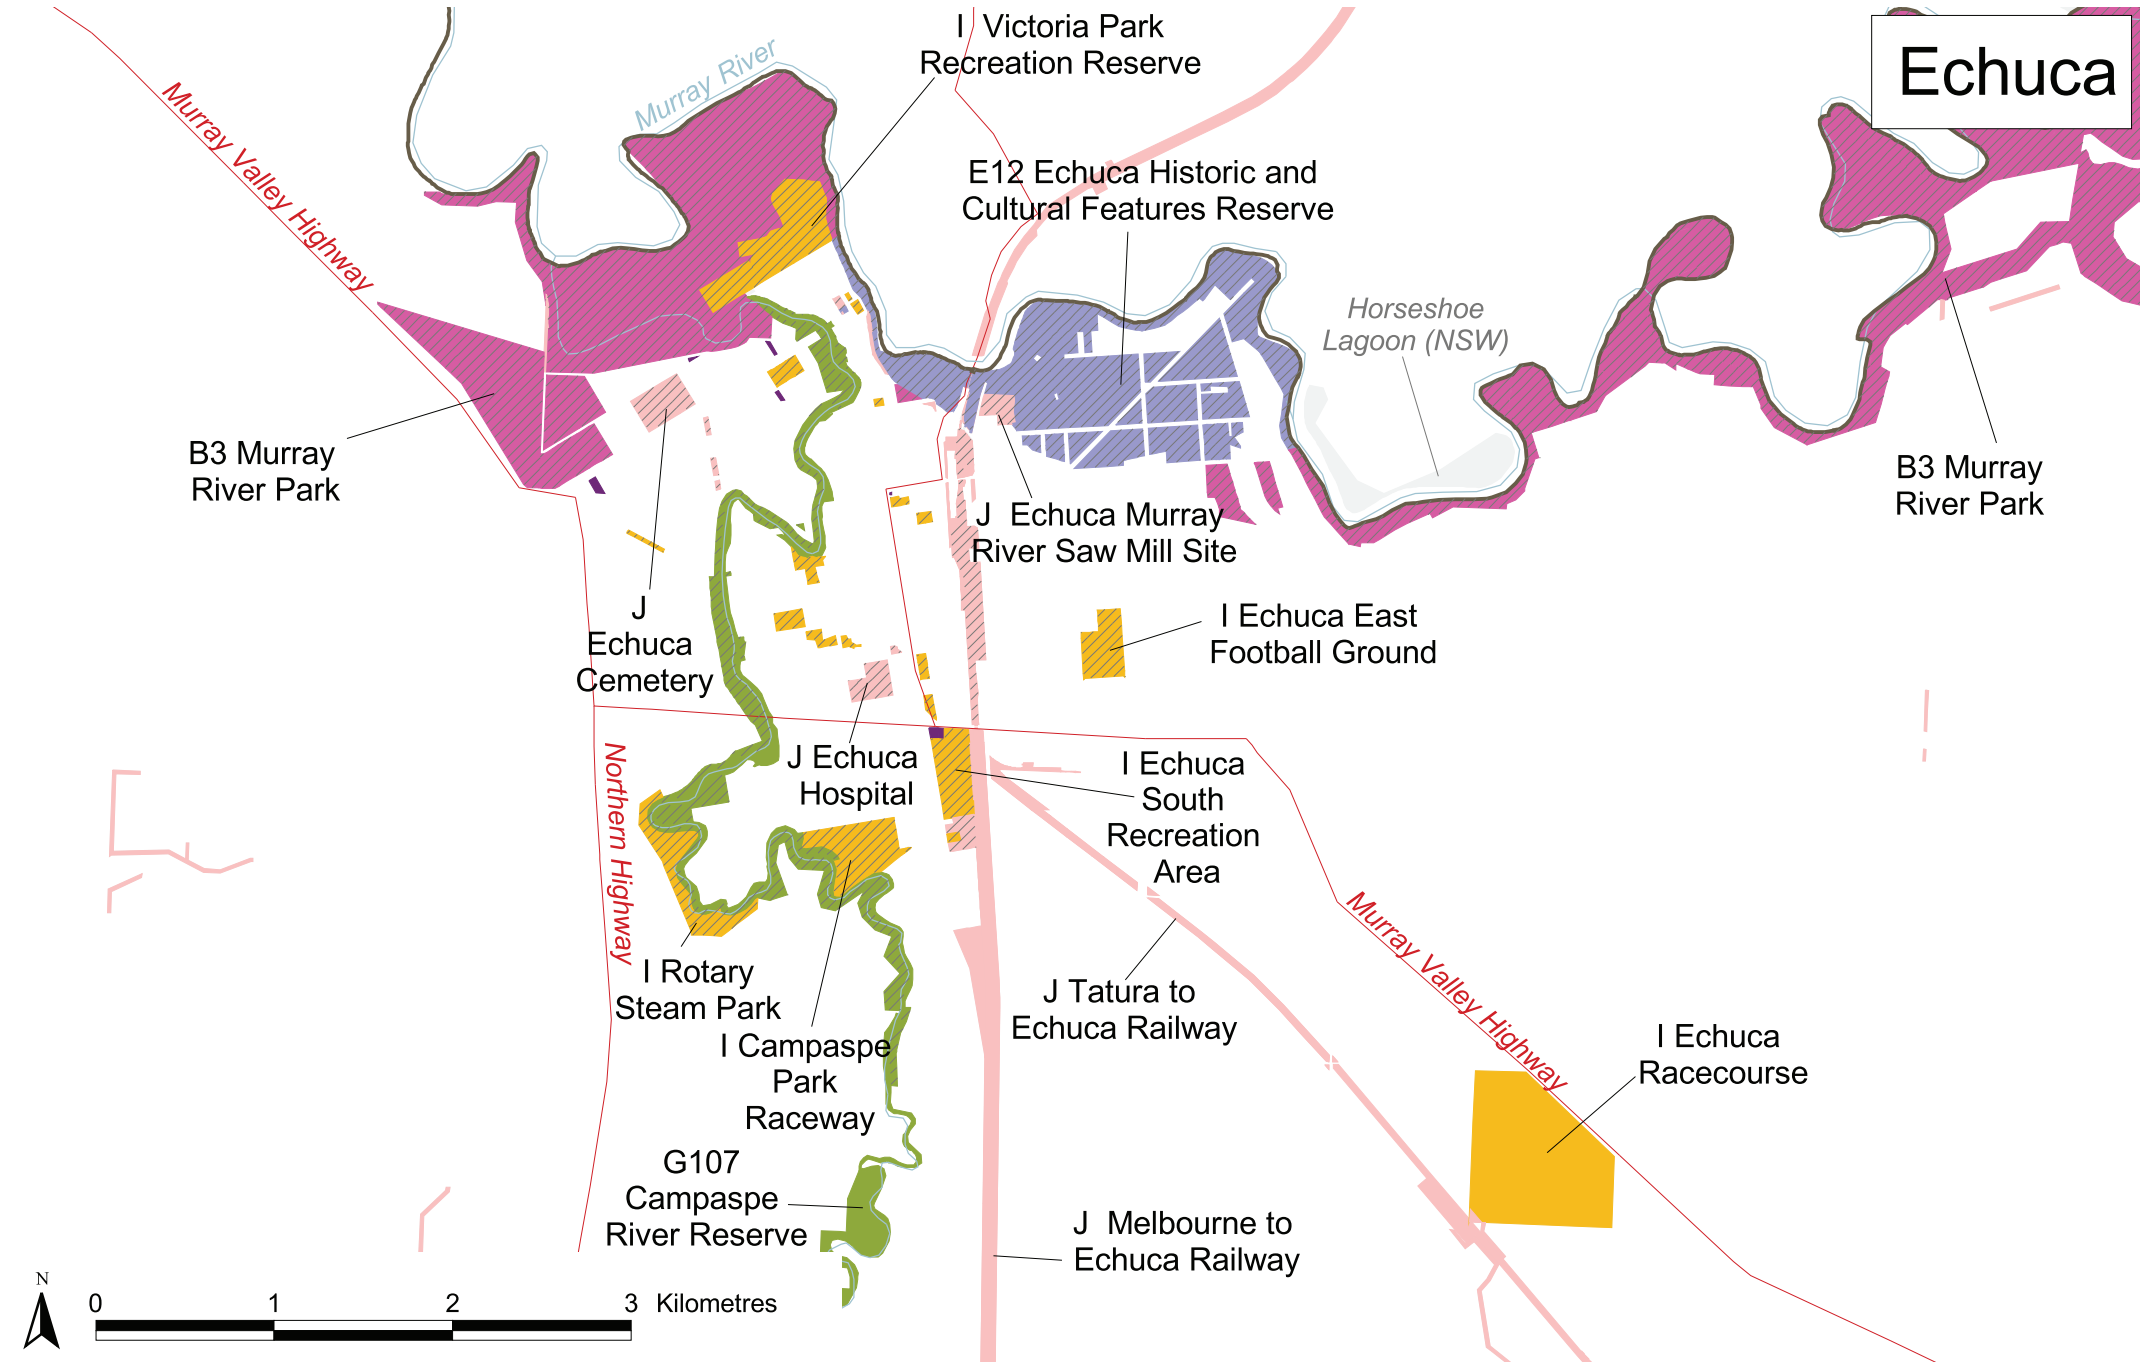 Echuca
I Victoria Park
Recreation Reserve
Murray River
Murray Valley Highway
E12 Echuca Historic and
Cultural Features Reserve
Horseshoe
Lagoon (NSW)
B3 Murray
River Park
B3 Murray
River Park
J Echuca Murray
River Saw Mill Site
J
Echuca
Cemetery
I Echuca East
Football Ground
Northern Highway
J Echuca
Hospital
I Echuca
South
Recreation
Area
Murray Valley Highway
I Rotary
Steam Park
J Tatura to
Echuca Railway
I Campaspe
Park
Raceway
I Echuca
Racecourse
G107
Campaspe
River Reserve
J Melbourne to
Echuca Railway
N
0 1 2 3 Kilometres